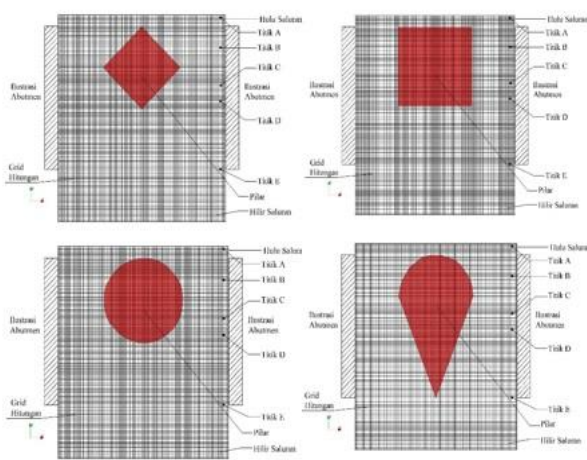 Hulu Saluran
Titik A
Titik B
Ilustrasi
Abutmen
Titik C
Ilustrasi
Abutmen
Titik D
Titik E
Grid
Hitungan
Pilar
Hilir Saluran
Hulu Saluran
Titik A
Titik B
Ilustrasi
Abutmen
Titik C
Ilustrasi
Abutmen
Titik D
Titik E
Grid
Hitungan
Pilar
Hilir Saluran
Hulu Saluran
Titik A
Titik B
Ilustrasi
Abutmen
Titik C
Ilustrasi
Abutmen
Titik D
Grid
Hitungan
Titik E
Pilar
Hilir Saluran
Hulu Saluran
Titik A
Titik B
Ilustrasi
Abutmen
Titik C
Ilustrasi
Abutmen
Titik D
Grid
Hitungan
Titik E
Pilar
Hilir Saluran